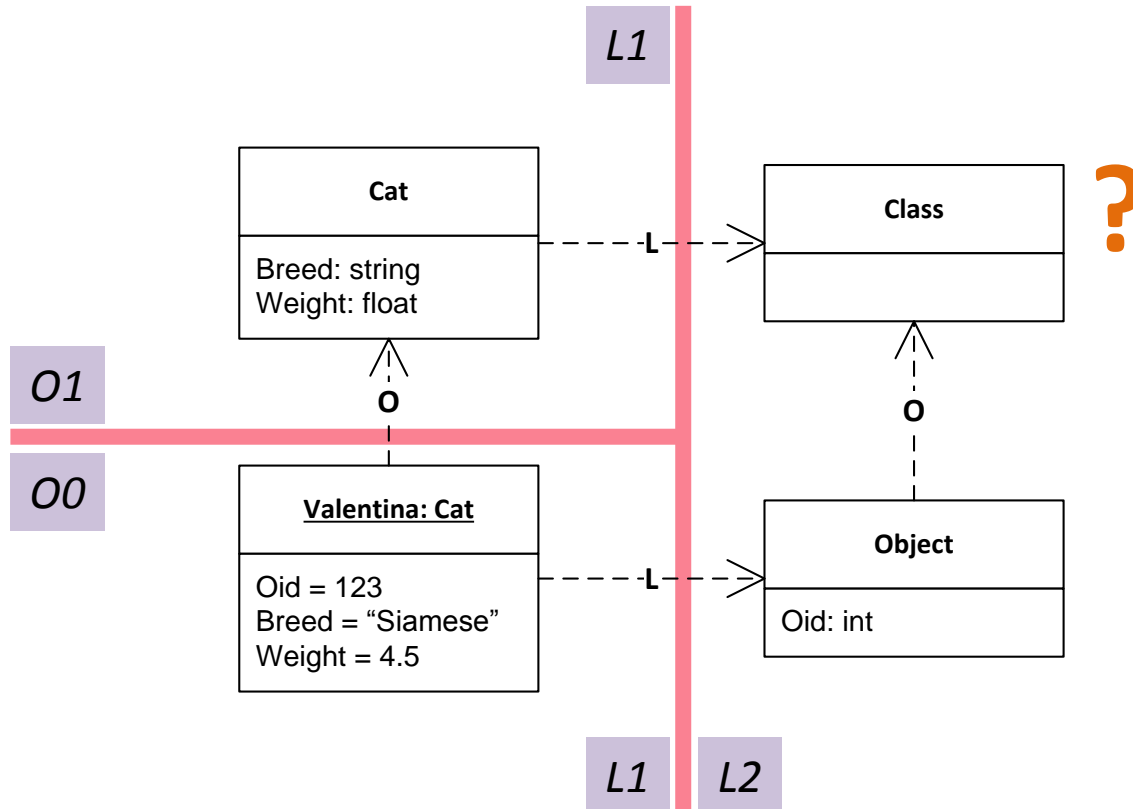 L1
Cat
Breed: string
Weight: float
L
Class
?
O1
O
O0
O
Valentina: Cat
Oid = 123
Breed = “Siamese”
Weight = 4.5
L
Object
Oid: int
L1
L2